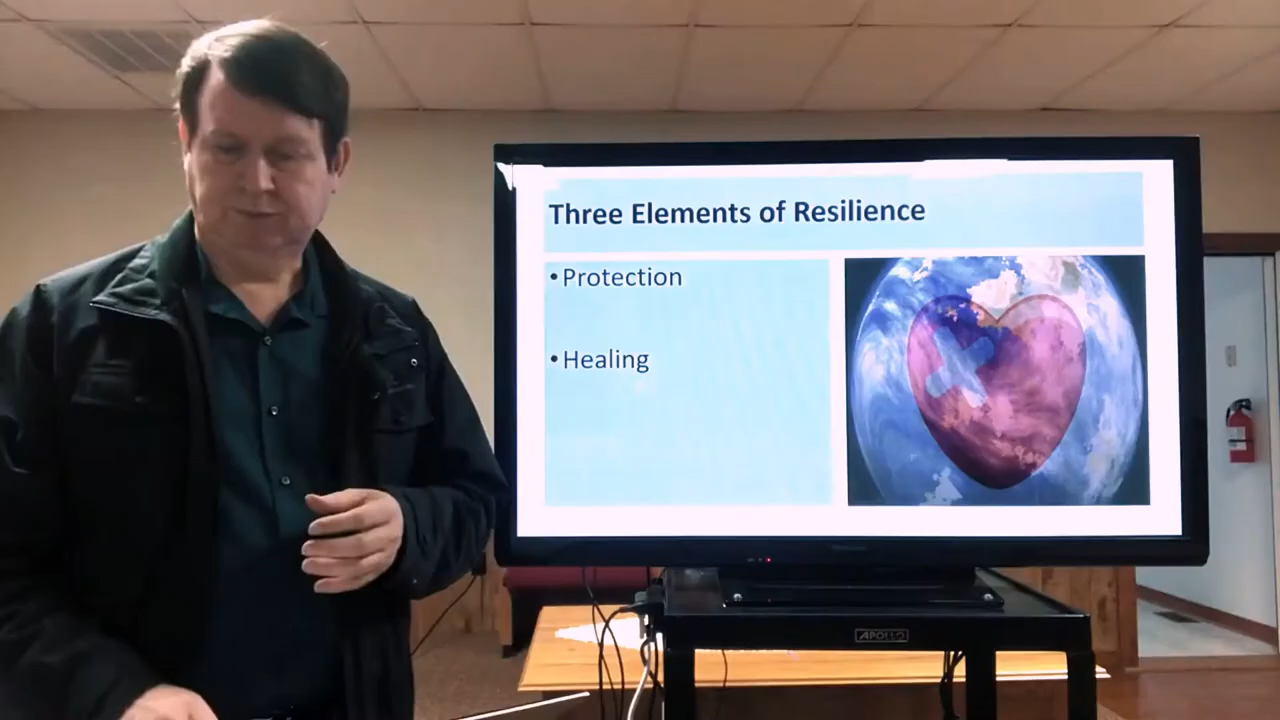 Three Elements of Resilience
•Protection
•Healing
APOLLO